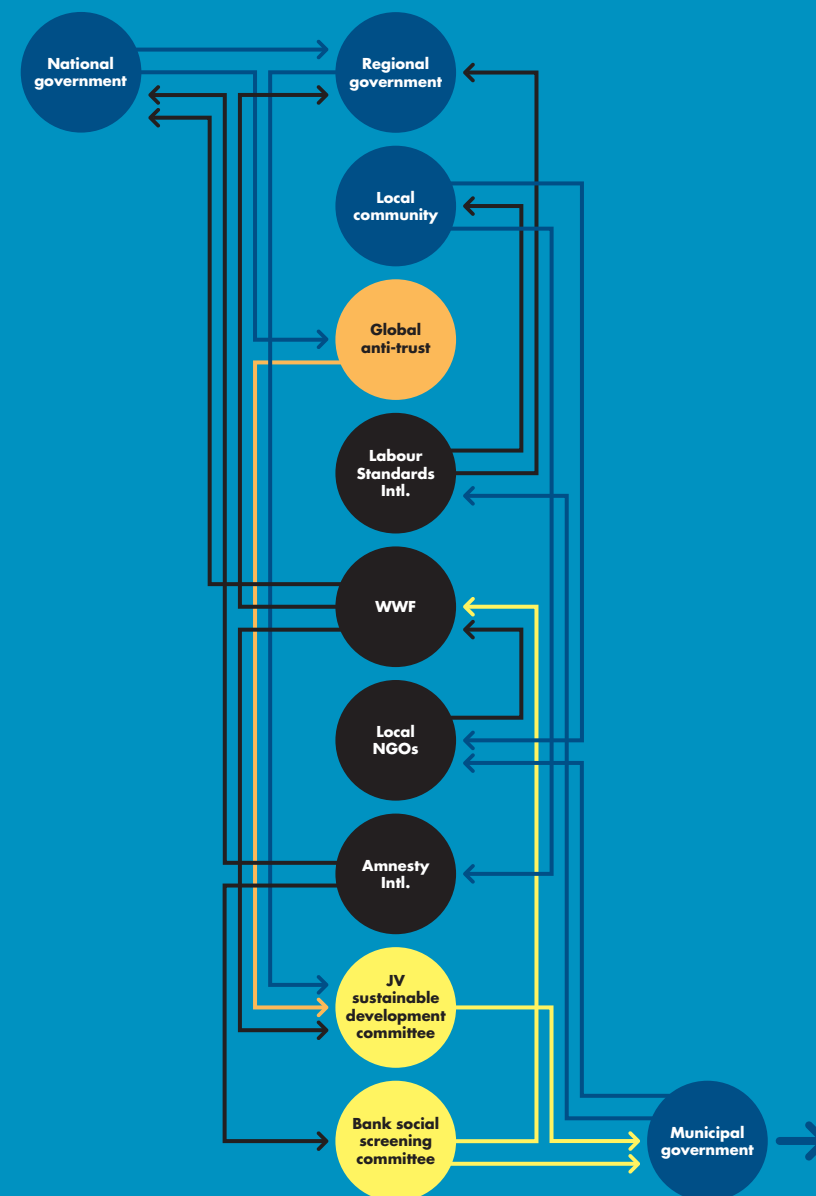 National
government
Regional
government
Local
community
Global
anti-trust
Labour
Standards
Intl.
WWF
Local
NGOs
Amnesty
Intl.
JV
sustainable
development
committee
Bank social
screening
committee
Municipal
government